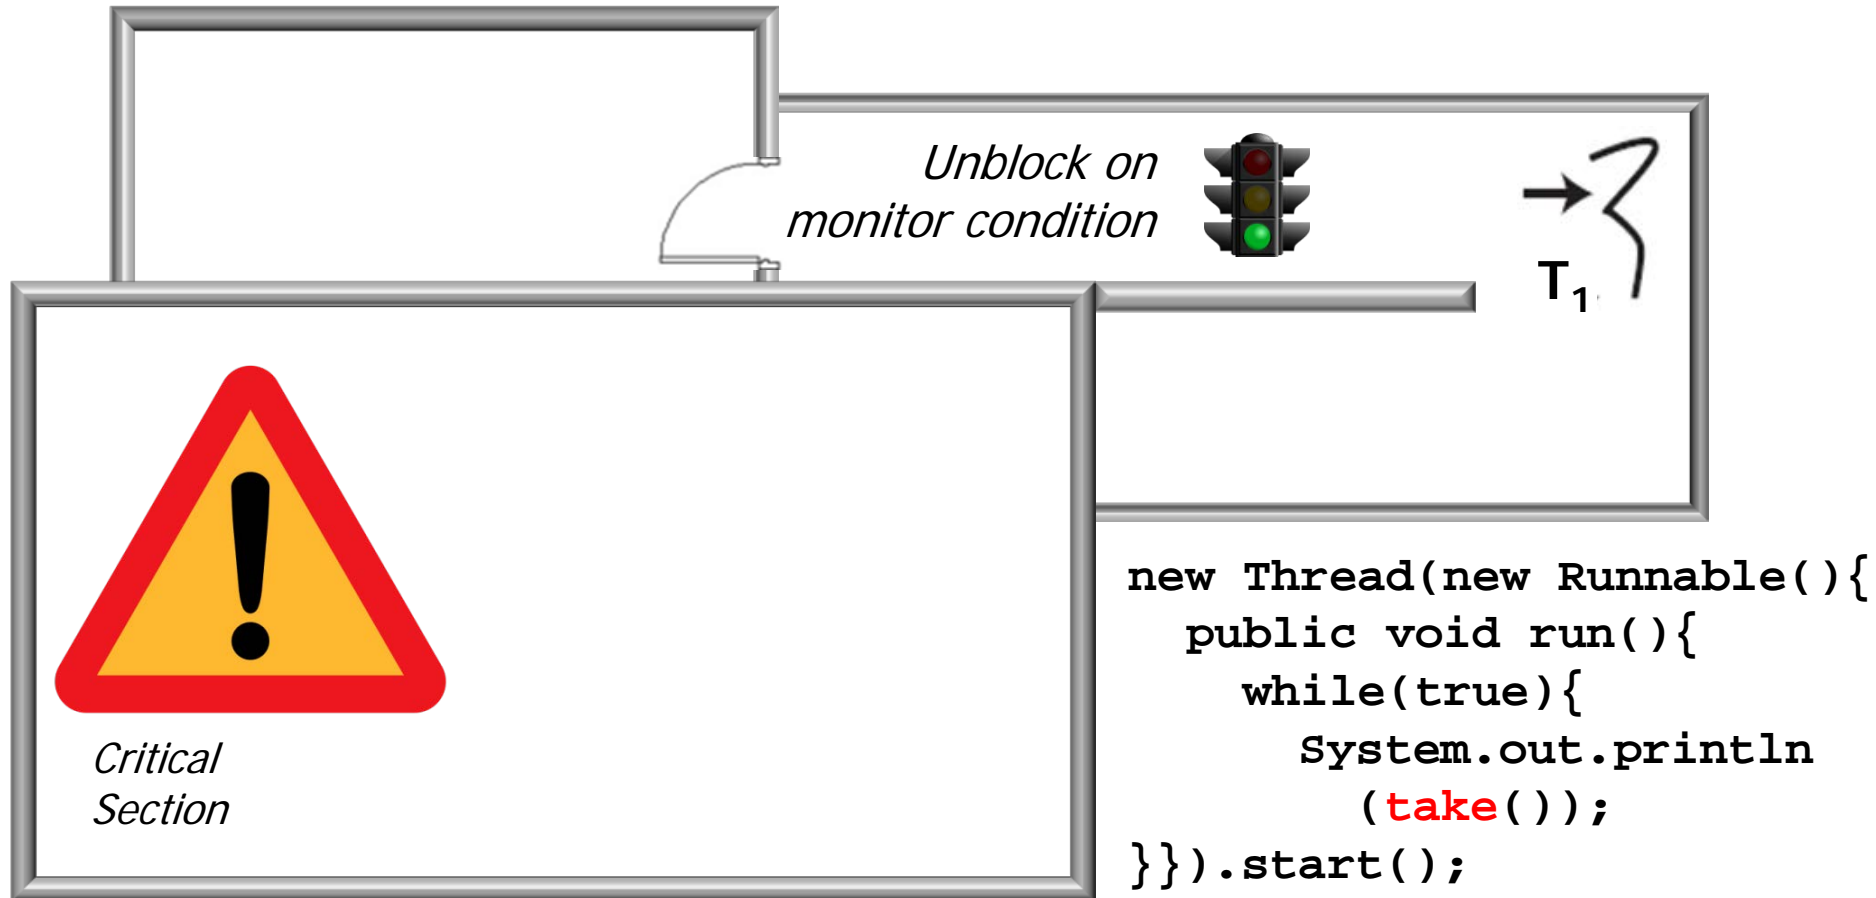 Unblock on
monitor condition
T₁
Critical
Section
new Thread(new Runnable(){
  public void run(){
    while(true){
      System.out.println
        (take());
}}).start();